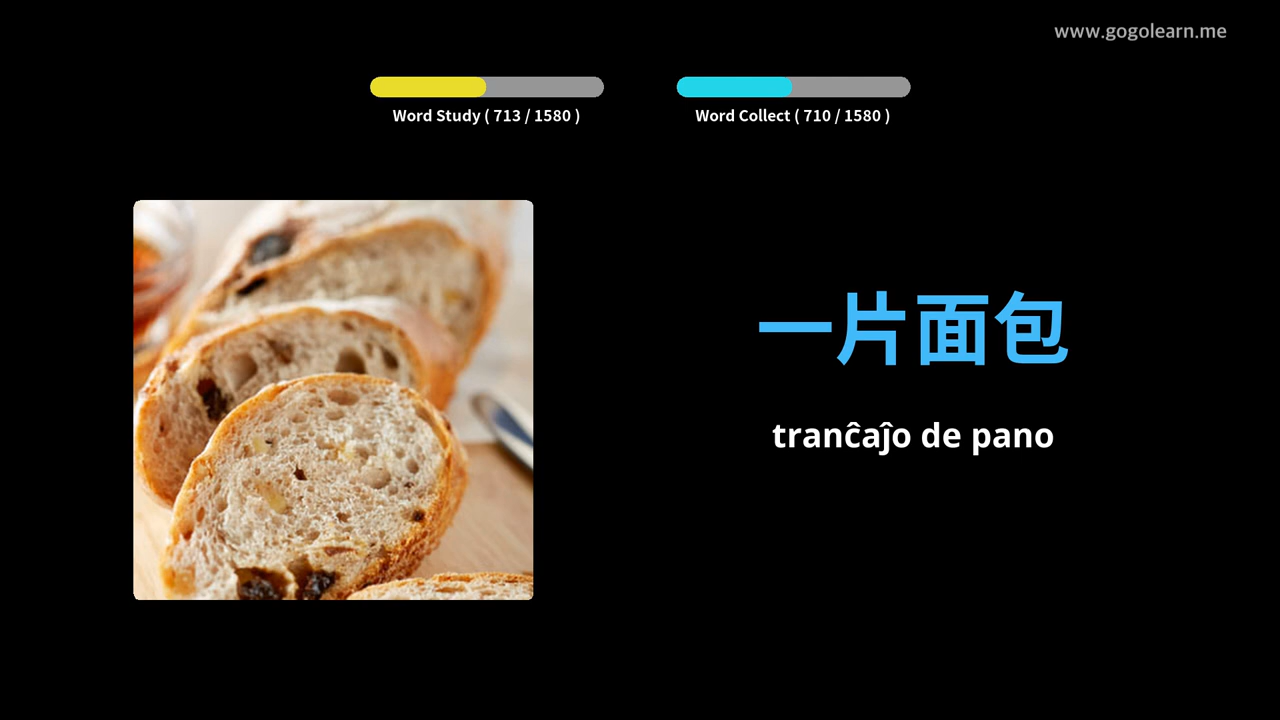 www.gogolearn.me
Word Study ( 713 / 1580 )
Word Collect ( 710 / 1580 )
一片面包
tranĉaĵo de pano